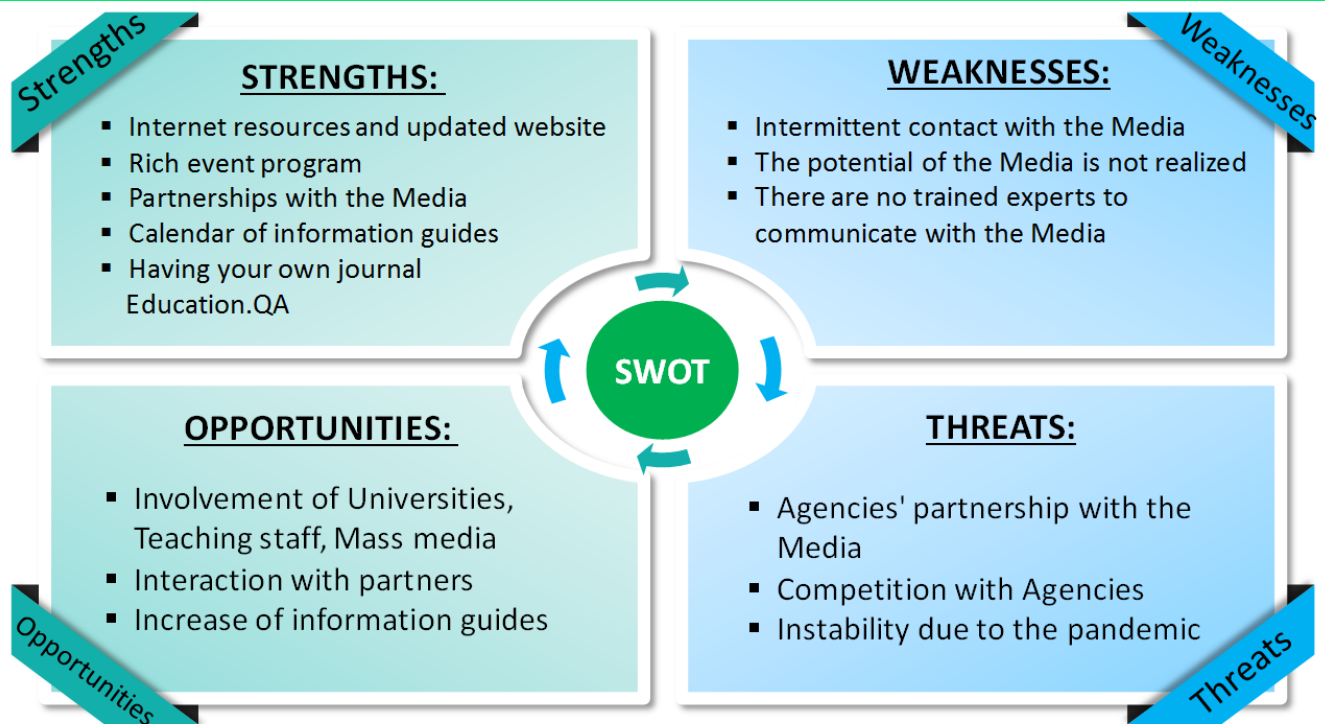 Strengths
STRENGTHS:
▪ Internet resources and updated website
▪ Rich event program
▪ Partnerships with the Media
▪ Calendar of information guides
▪ Having your own journal
Education.QA
Weaknesses
WEAKNESSES:
▪ Intermittent contact with the Media
▪ The potential of the Media is not realized
▪ There are no trained experts to
communicate with the Media
SWOT
Opportunities
OPPORTUNITIES:
▪ Involvement of Universities,
Teaching staff, Mass media
▪ Interaction with partners
▪ Increase of information guides
Threats
THREATS:
▪ Agencies' partnership with the
Media
▪ Competition with Agencies
▪ Instability due to the pandemic